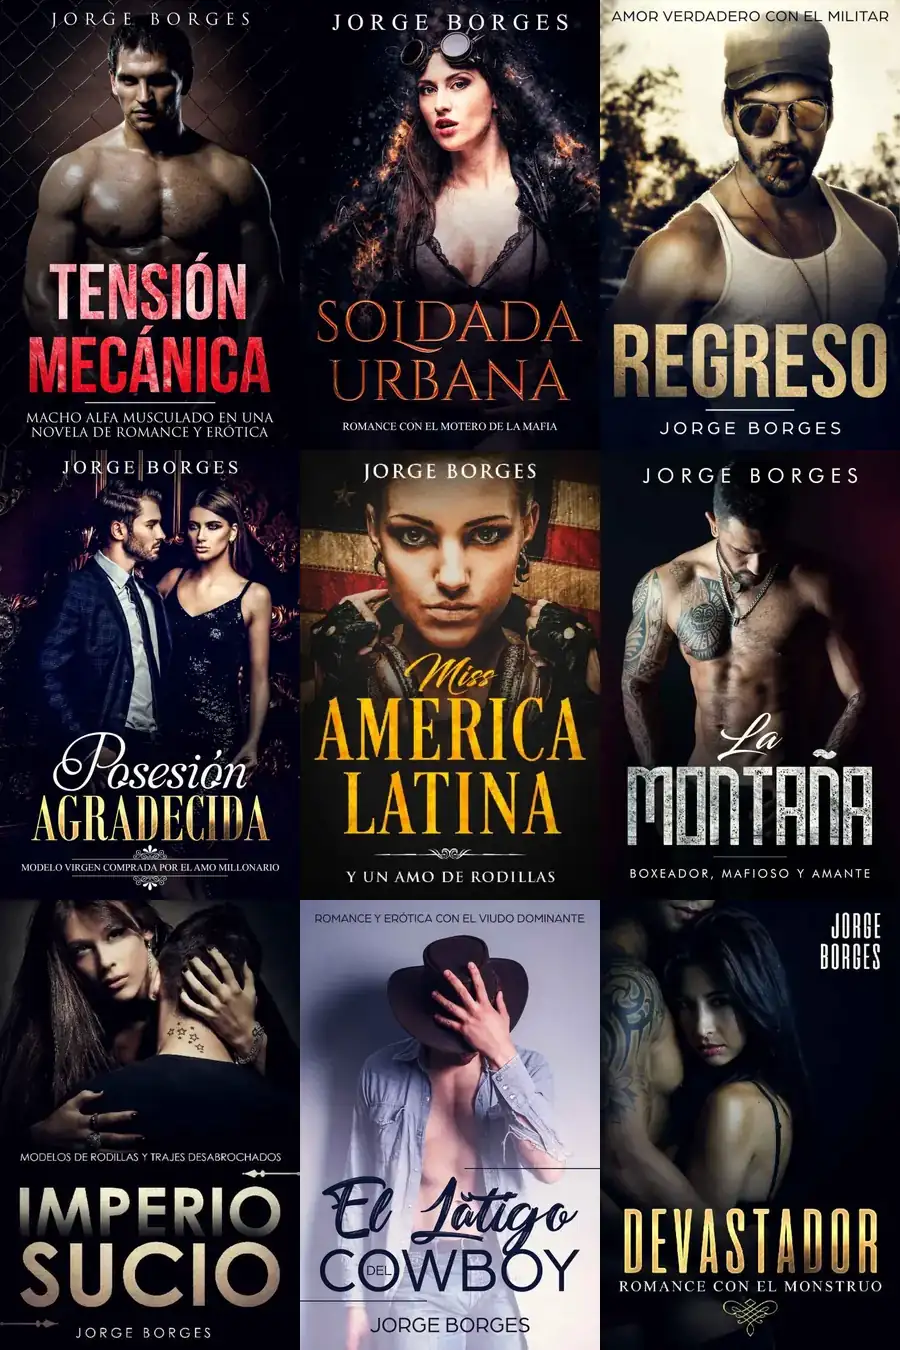 JORGE BORGES
TENSIÓN
MECÁNICA
MACHO ALFA MUSCULADO EN UNA
NOVELA DE ROMANCE Y ERÓTICA
JORGE BORGES
SOLDADA
URBANA
ROMANCE CON EL MOTERO DE LA MAFIA
AMOR VERDADERO CON EL MILITAR
REGRESO
JORGE BORGES
JORGE BORGES
Posesión
AGRADECIDA
MODELO VIRGEN COMPRADA POR EL AMO MILLONARIO
JORGE BORGES
Miss
AMERICA
LATINA
Y UN AMO DE RODILLAS
JORGE BORGES
La
MONTAÑA
BOXEADOR, MAFIOSO Y AMANTE
MODELOS DE RODILLAS Y TRAJES DESABROCHADOS
IMPERIO
SUCIO
JORGE BORGES
ROMANCE Y ERÓTICA CON EL VIUDO DOMINANTE
El Látigo
DEL COWBOY
JORGE BORGES
JORGE
BORGES
DEVASTADOR
ROMANCE CON EL MONSTRUO